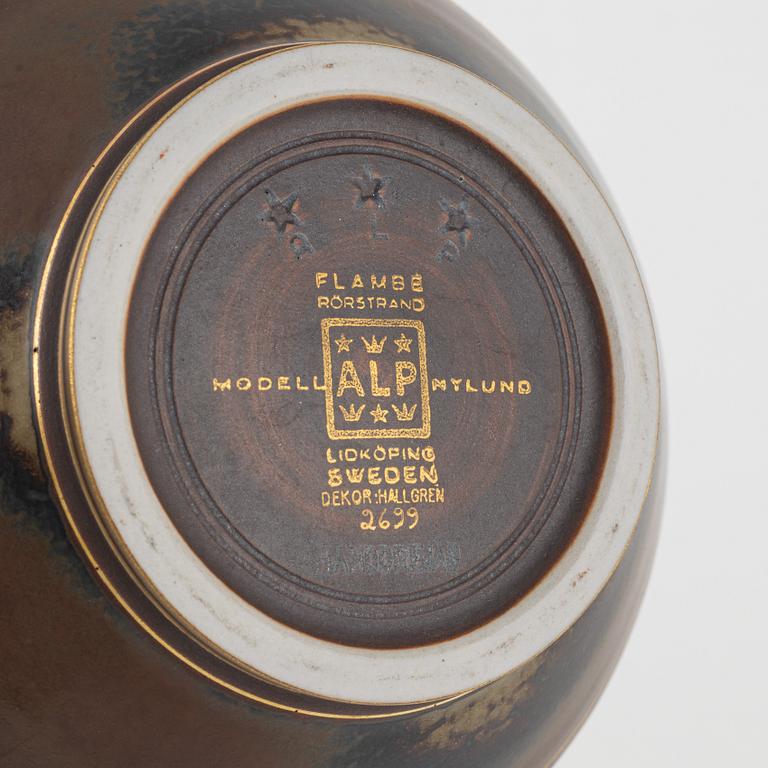 FLAMBÉ
RÖRSTRAND
MODELL ALP NYLUND
LIDKÖPING
SWEDEN
DEKOR:HALLGREN
2699